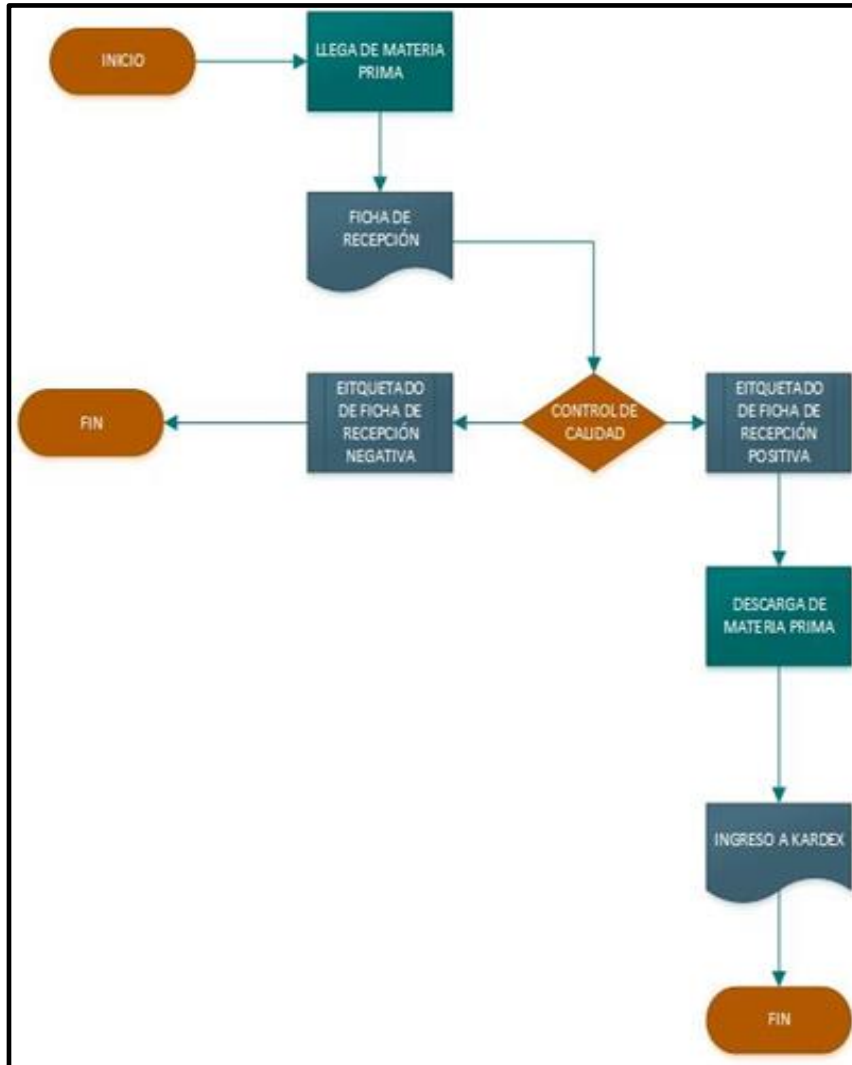 INICIO
LLEGA DE MATERIA
PRIMA
FICHA DE
RECEPCIÓN
FIN
EITQUETADO
DE FICHA DE
RECEPCIÓN
NEGATIVA
CONTROL DE
CALIDAD
EITQUETADO
DE FICHA DE
RECEPCIÓN
POSITIVA
DESCARGA DE
MATERIA PRIMA
INGRESO A KARDEX
FIN